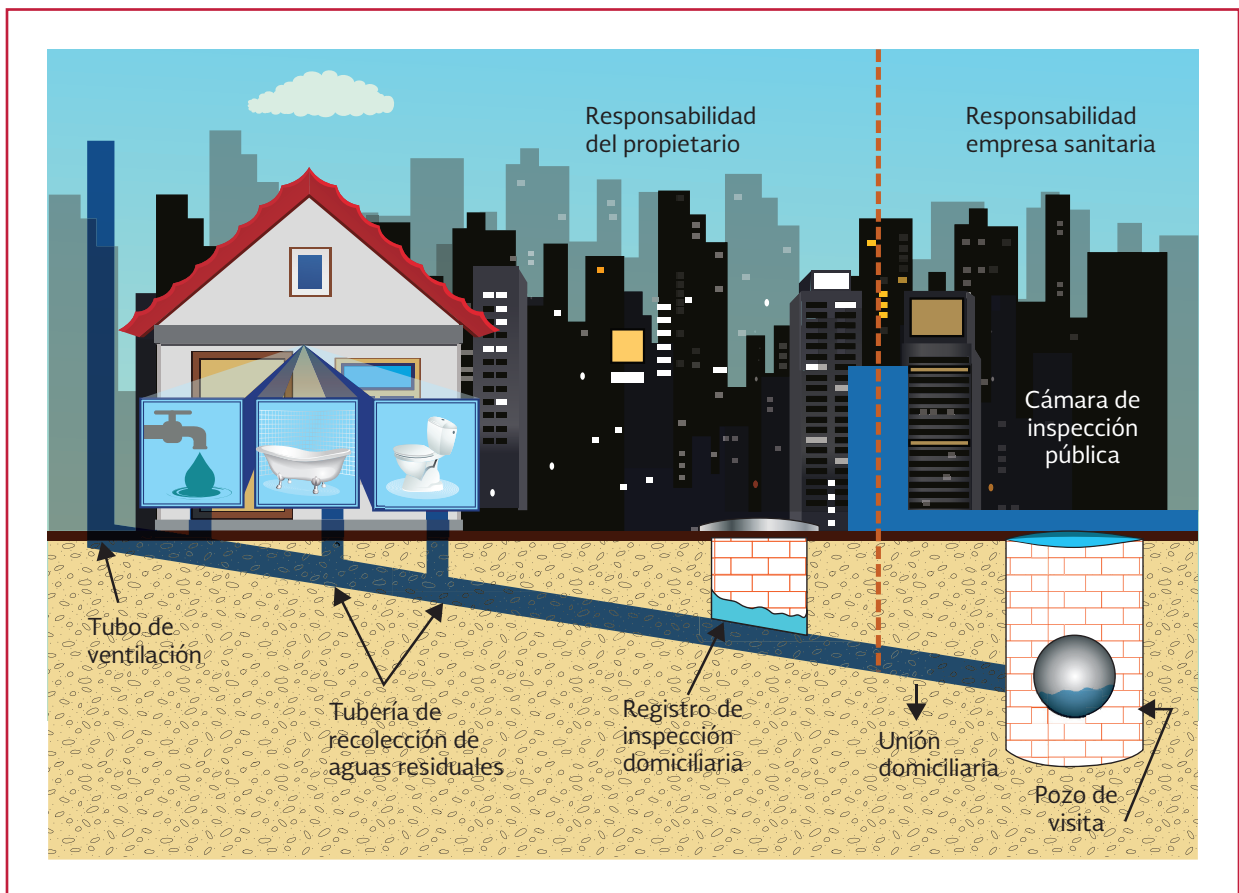 Responsabilidad
del propietario
Responsabilidad
empresa sanitaria
Cámara de
inspección
pública
Tubo de
ventilación
Tubería de
recolección de
aguas residuales
Registro de
inspección
domiciliaria
Unión
domiciliaria
Pozo de
visita